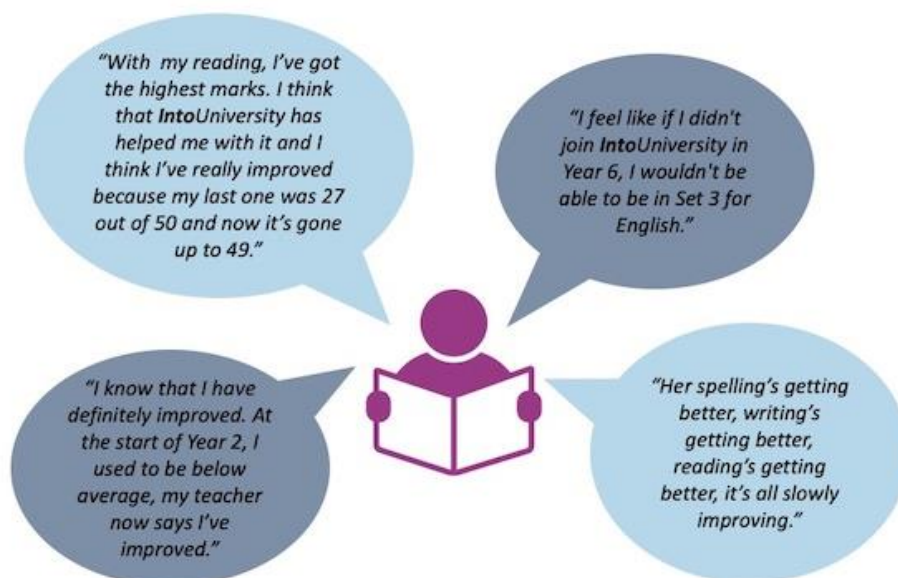 “With my reading, I’ve got
the highest marks. I think
that IntoUniversity has
helped me with it and I
think I’ve really improved
because my last one was 27
out of 50 and now it’s gone
up to 49.”
“I feel like if I didn't
join IntoUniversity in
Year 6, I wouldn't be
able to be in Set 3 for
English.”
“I know that I have
definitely improved. At
the start of Year 2, I
used to be below
average, my teacher
now says I’ve
improved.”
“Her spelling’s getting
better, writing’s
getting better,
reading’s getting
better, it’s all slowly
improving.”